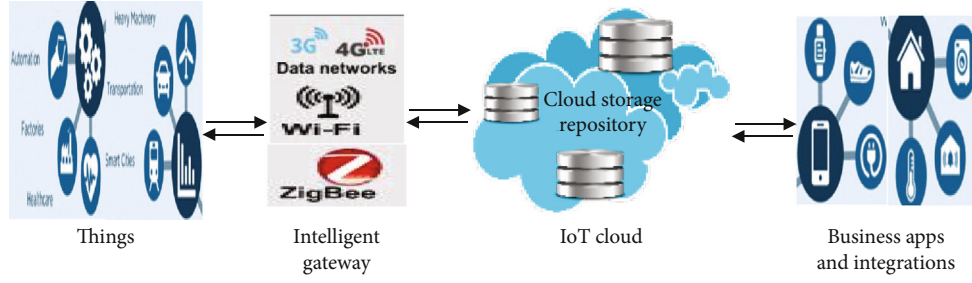 Heavy Machinery
Automation
Transportation
Factories
Smart Cities
Healthcare
3G 4G LTE
Data networks
Wi-Fi
ZigBee
Cloud storage
repository
Things
Intelligent
gateway
IoT cloud
Business apps
and integrations